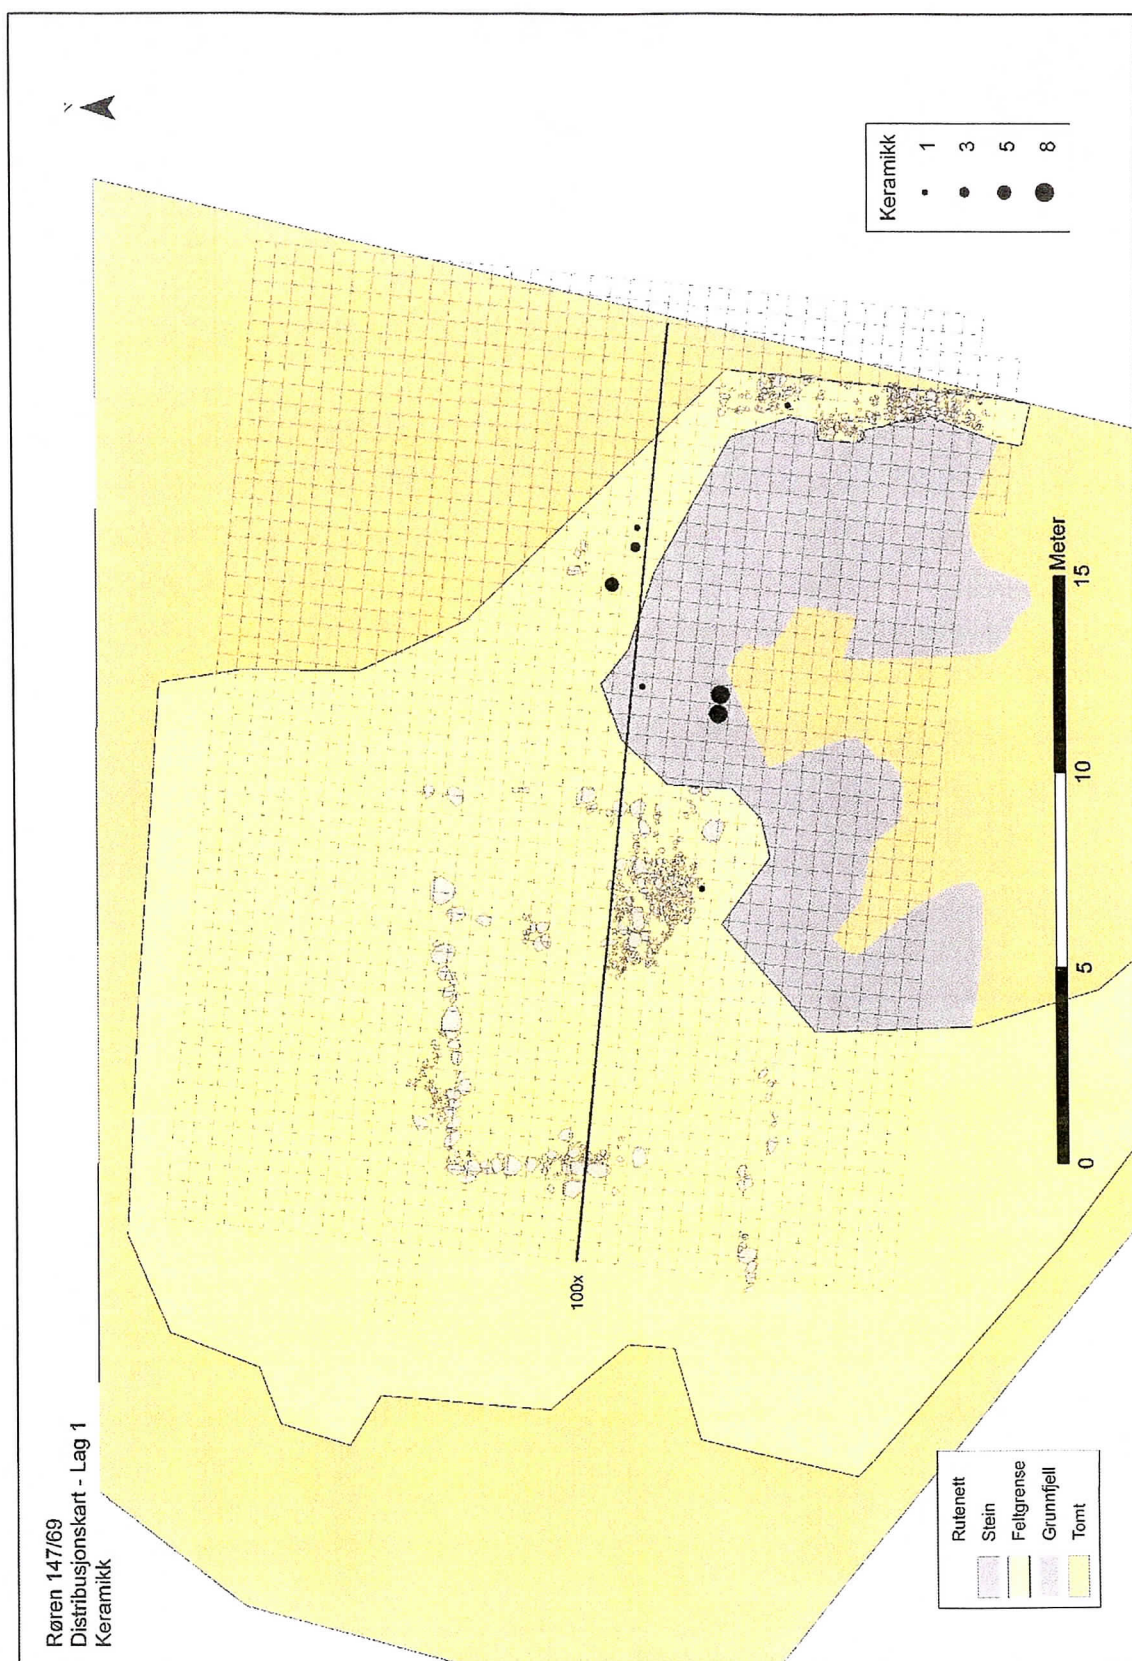 Røren 147/69
Distribusjonskart - Lag 1
Keramikk
Keramikk
1
3
5
8
100x
Meter
0
5
10
15
Rutenett
Stein
Feltgrense
Grunnfjell
Tomt